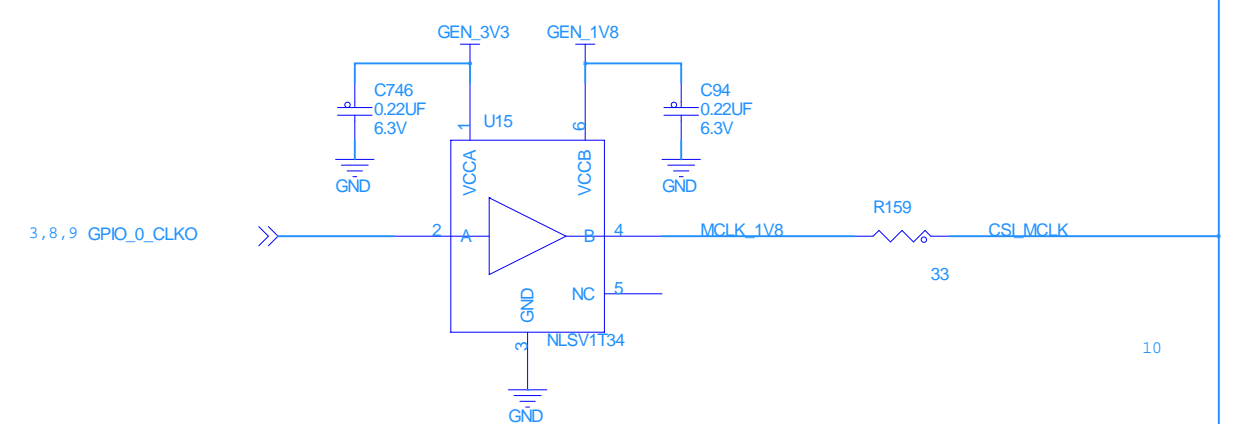 GEN_3V3 GEN_1V8
C746
0.22UF
6.3V
GND
C94
0.22UF
6.3V
GND
1
U15
6
VCCA
VCCB
3,8,9 GPIO_0_CLKO
2
A
B
4
MCLK_1V8
R159
33
CSI_MCLK
NC
5
GND
3
NLSV1T34
GND
10